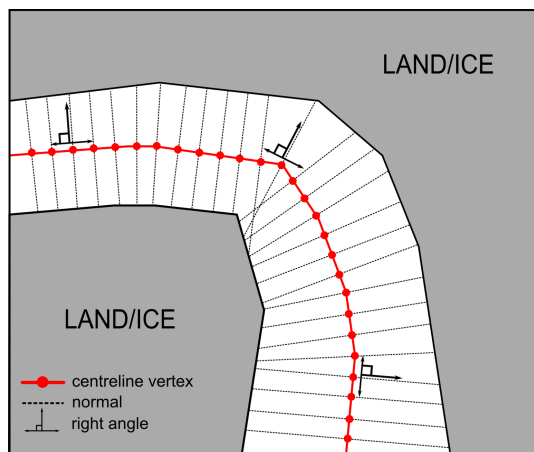 LAND/ICE
LAND/ICE
centreline vertex
normal
right angle